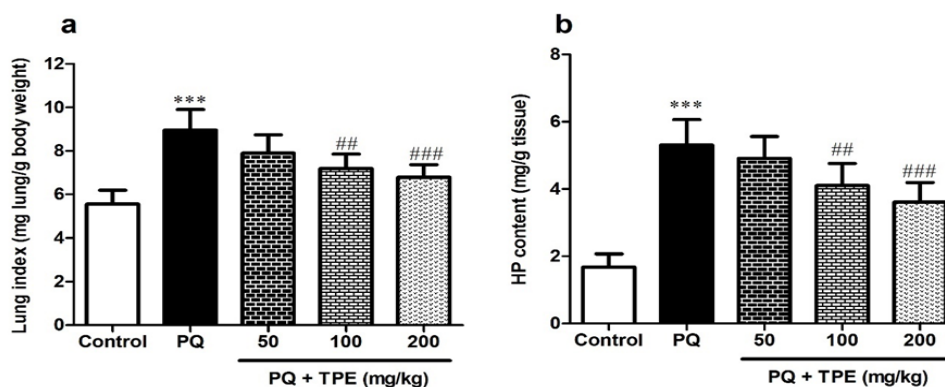 a
Lung index (mg lung/g body weight)
12
10
8
6
4
2
0
***
##
###
Control
PQ
50
100
200
PQ + TPE (mg/kg)
b
HP content (mg/g tissue)
8
6
4
2
0
***
##
###
Control
PQ
50
100
200
PQ + TPE (mg/kg)